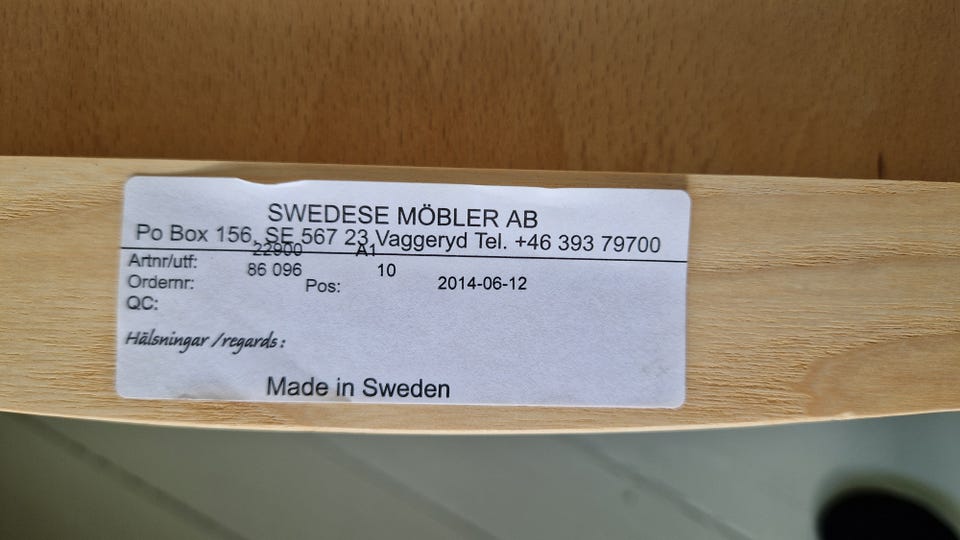 SWEDESE MÖBLER AB
Po Box 156, SE 567 23 Vaggeryd Tel. +46 393 79700
22900 A1
Artnr/utf: 86 096 10
Ordernr: Pos: 2014-06-12
QC:
Hälsningar /regards:
Made in Sweden